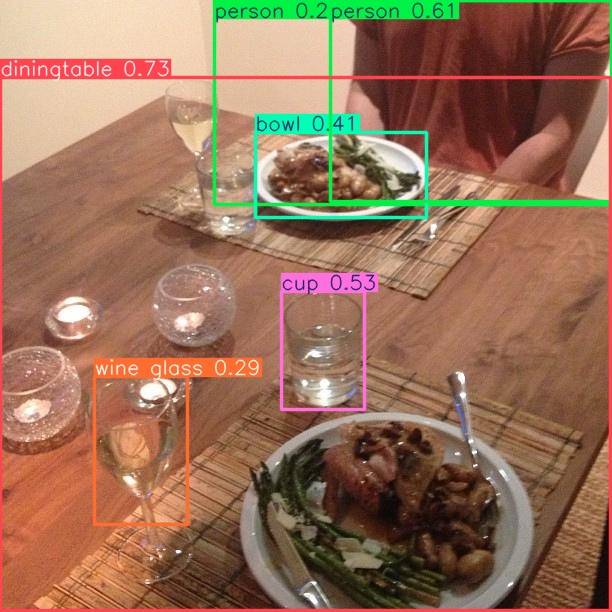 person 0.2
person 0.61
diningtable 0.73
bowl 0.41
cup 0.53
wine glass 0.29